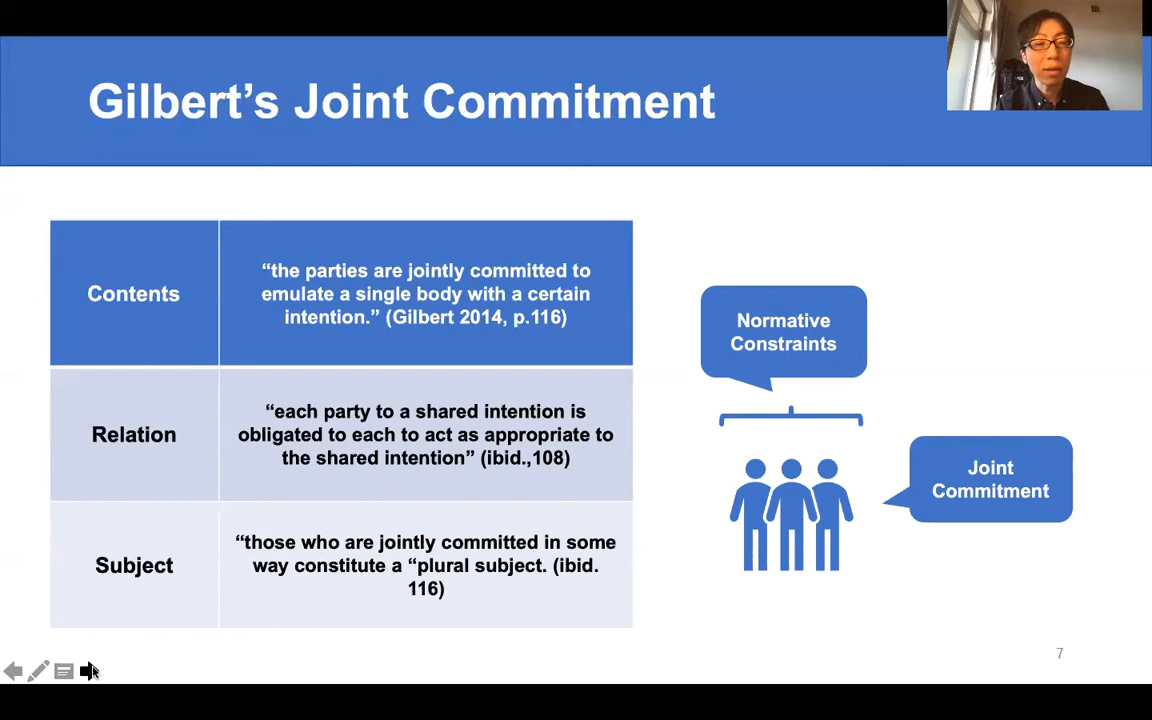 Gilbert’s Joint Commitment
Contents
“the parties are jointly committed to
emulate a single body with a certain
intention.” (Gilbert 2014, p.116)
Relation
“each party to a shared intention is
obligated to each to act as appropriate to
the shared intention” (ibid.,108)
Subject
“those who are jointly committed in some
way constitute a “plural subject. (ibid.
116)
Normative
Constraints
Joint
Commitment
7